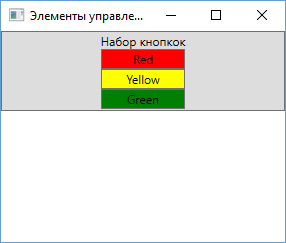 Элементы управле...
Набор кнопкок
Red
Yellow
Green